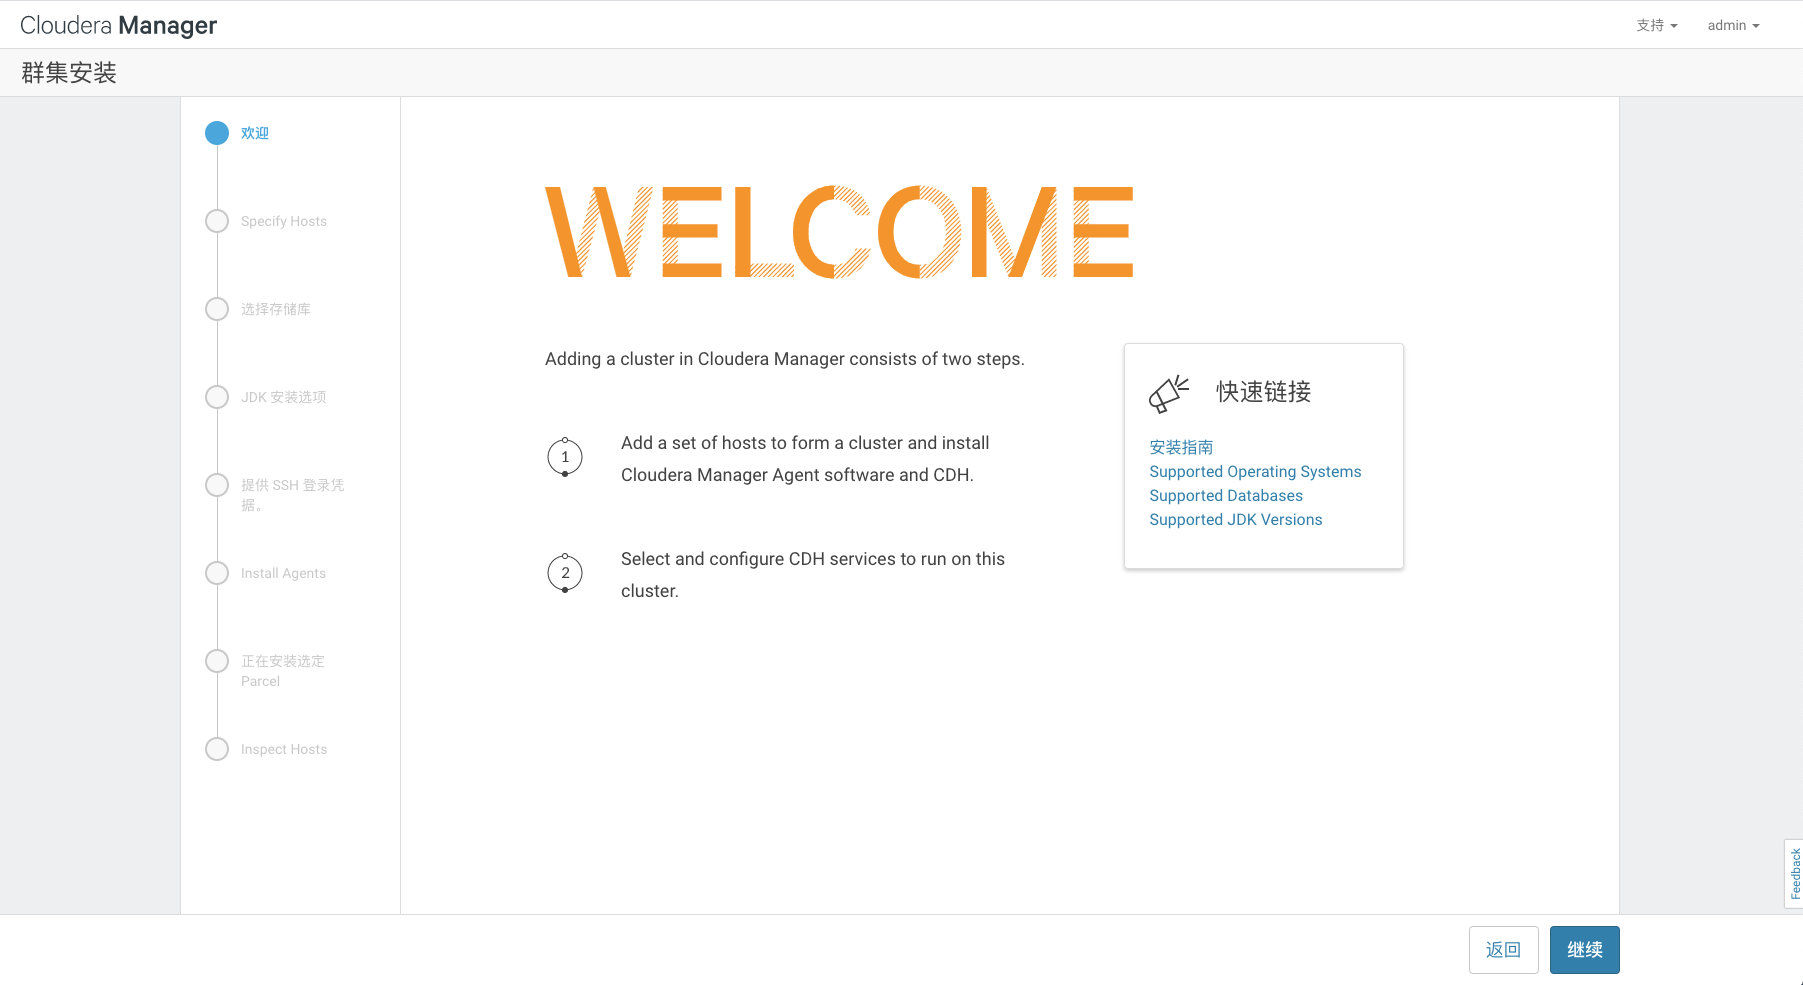 Cloudera Manager
支持
admin
群集安装
欢迎
Specify Hosts
选择存储库
JDK 安装选项
提供 SSH 登录凭
据。
Install Agents
正在安装选定
Parcel
Inspect Hosts
WELCOME
Adding a cluster in Cloudera Manager consists of two steps.
1
Add a set of hosts to form a cluster and install
Cloudera Manager Agent software and CDH.
2
Select and configure CDH services to run on this
cluster.
快速链接
安装指南
Supported Operating Systems
Supported Databases
Supported JDK Versions
Feedback
返回
继续